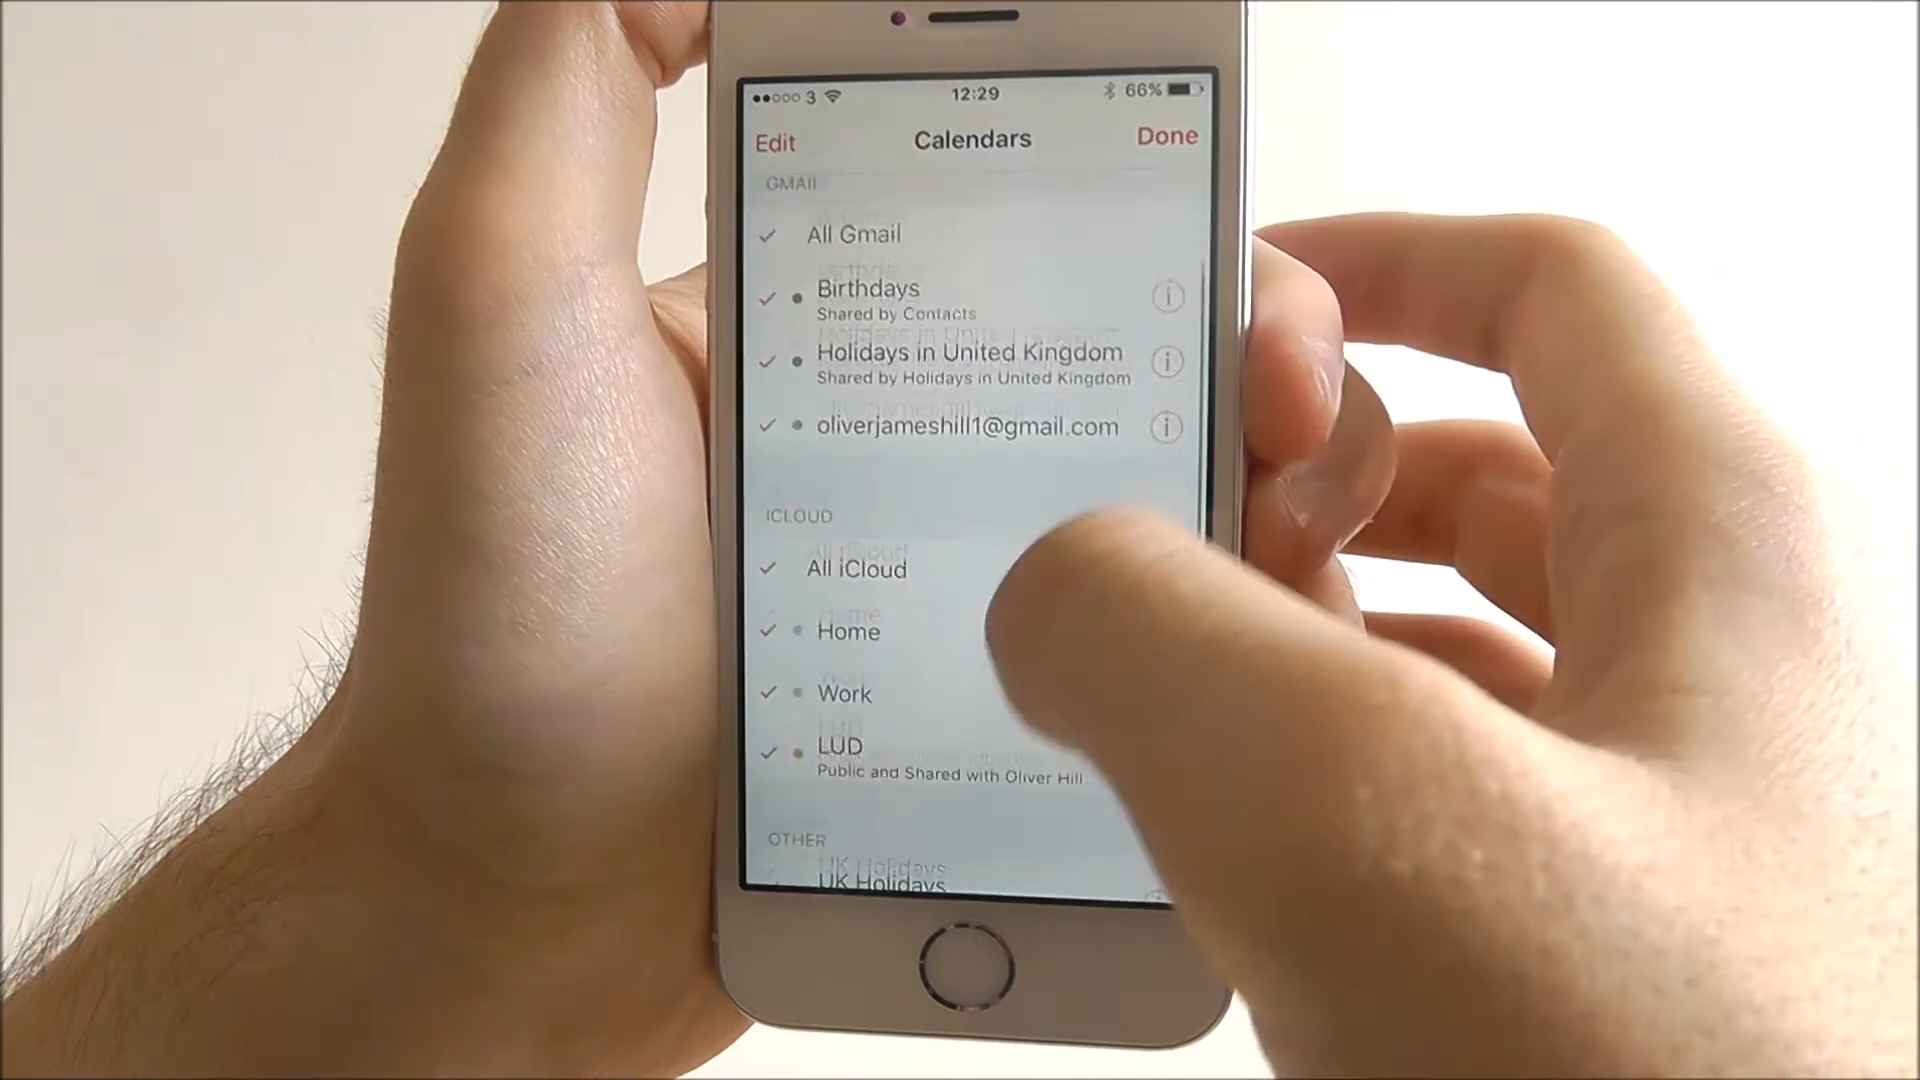 3 12:29 66%
Edit Calendars Done
GMAIL
All Gmail
Birthdays
Shared by Contacts
Holidays in United Kingdom
Shared by Holidays in United Kingdom
oliverjameshill1@gmail.com
ICLOUD
All iCloud
Home
Work
LUD
Public and Shared with Oliver Hill
OTHER
UK Holidays